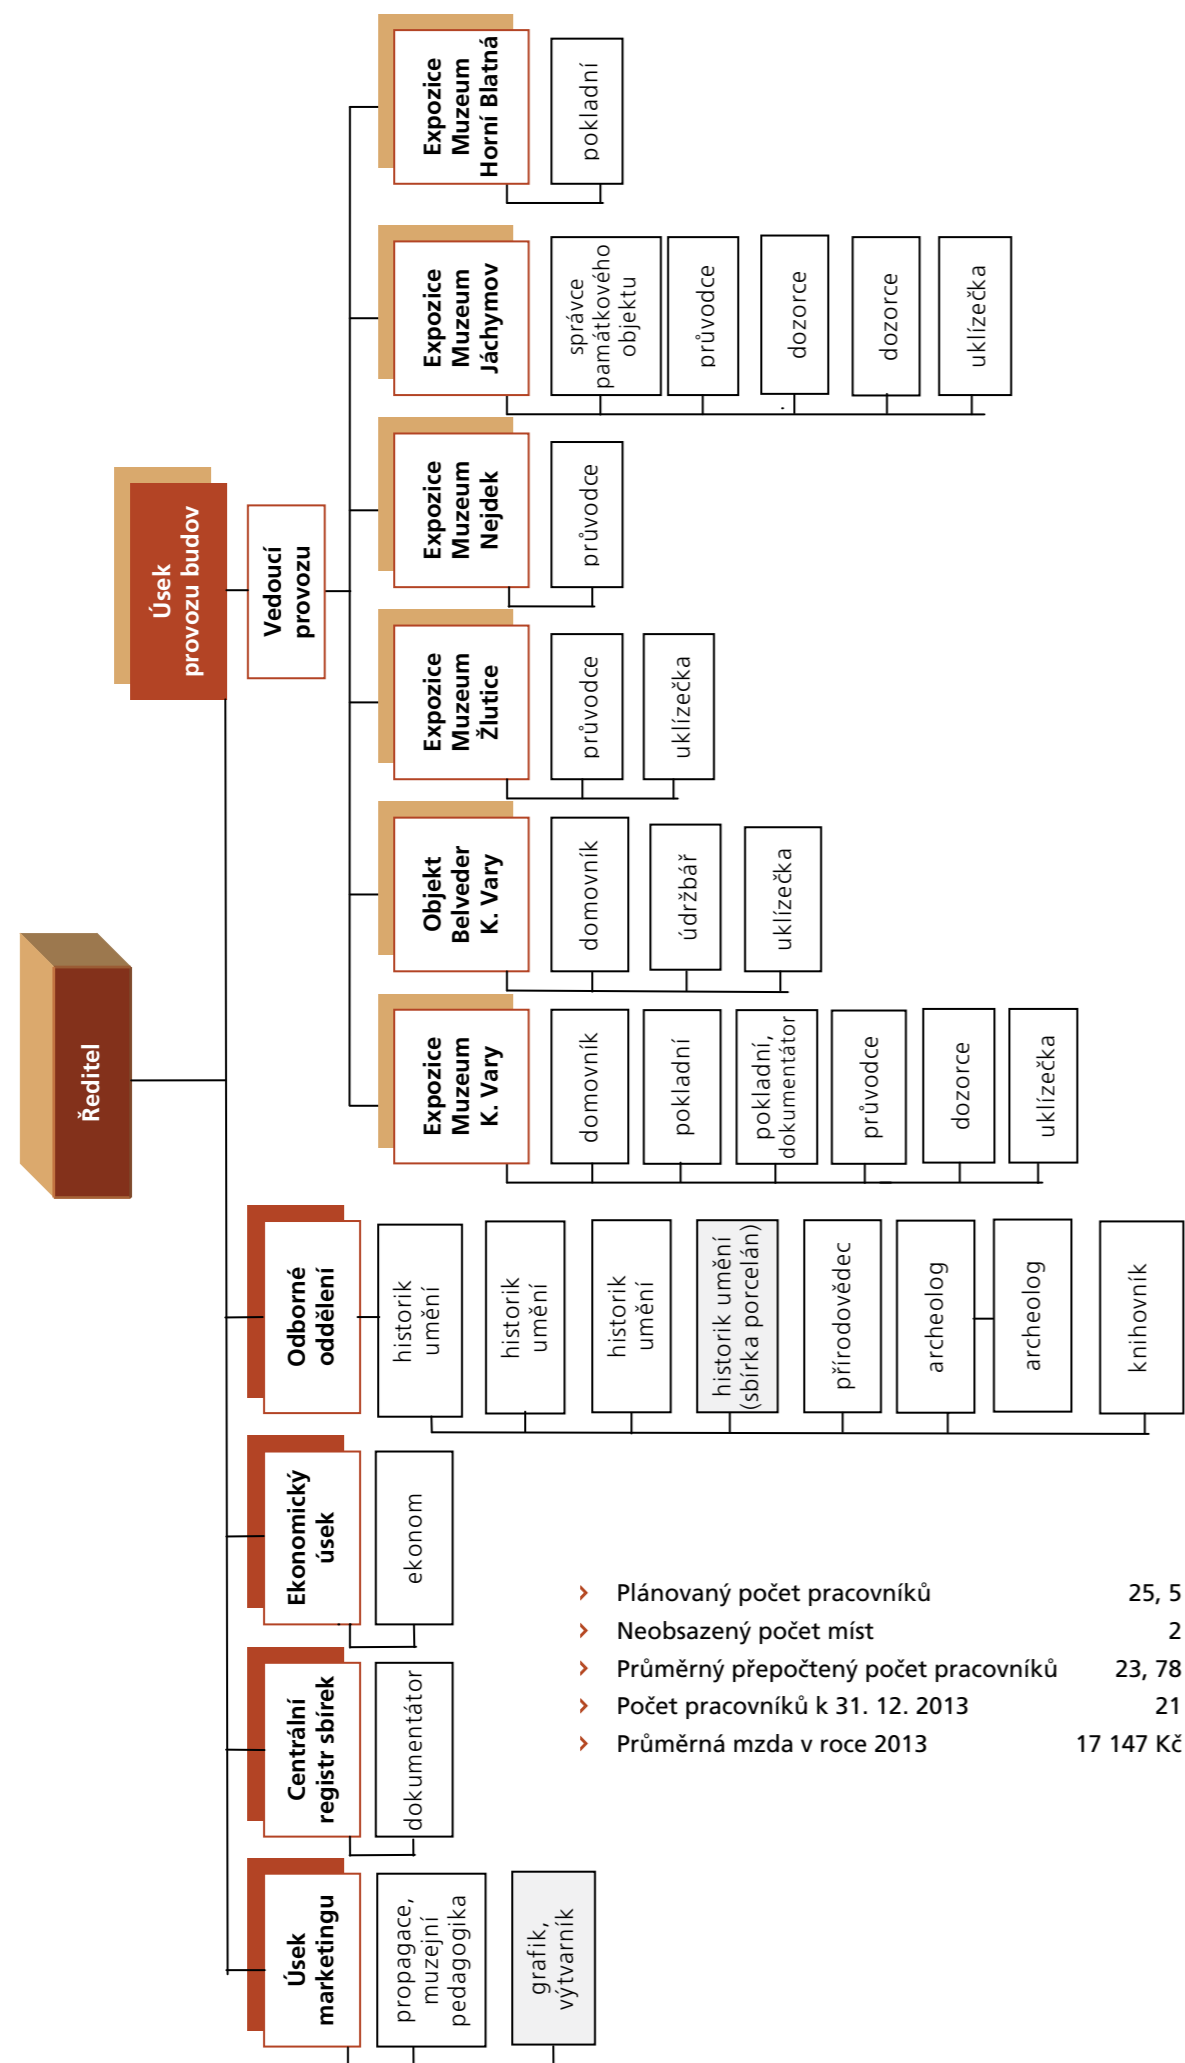 Ředitel
Úsek
marketingu
propagace,
muzejní
pedagogika
grafik,
výtvarník
Centrální
registr sbírek
dokumentátor
Ekonomický
úsek
ekonom
Odborné
oddělení
historik
umění
historik
umění
historik
umění
historik umění
(sbírka porcelán)
přírodovědec
archeolog
archeolog
knihovník
Úsek
provozu budov
Vedoucí
provozu
Expozice
Muzeum
K. Vary
domovník
pokladní
pokladní,
dokumentátor
průvodce
dozorce
uklízečka
Objekt
Belveder
K. Vary
domovník
údržbář
uklízečka
Expozice
Muzeum
Žlutice
průvodce
uklízečka
Expozice
Muzeum
Nejdek
průvodce
Expozice
Muzeum
Jáchymov
správce
památkového
objektu
průvodce
dozorce
dozorce
uklízečka
Expozice
Muzeum
Horní Blatná
pokladní
› Plánovaný počet pracovníků 25, 5
› Neobsazený počet míst 2
› Průměrný přepočtený počet pracovníků 23, 78
› Počet pracovníků k 31. 12. 2013 21
› Průměrná mzda v roce 2013 17 147 Kč